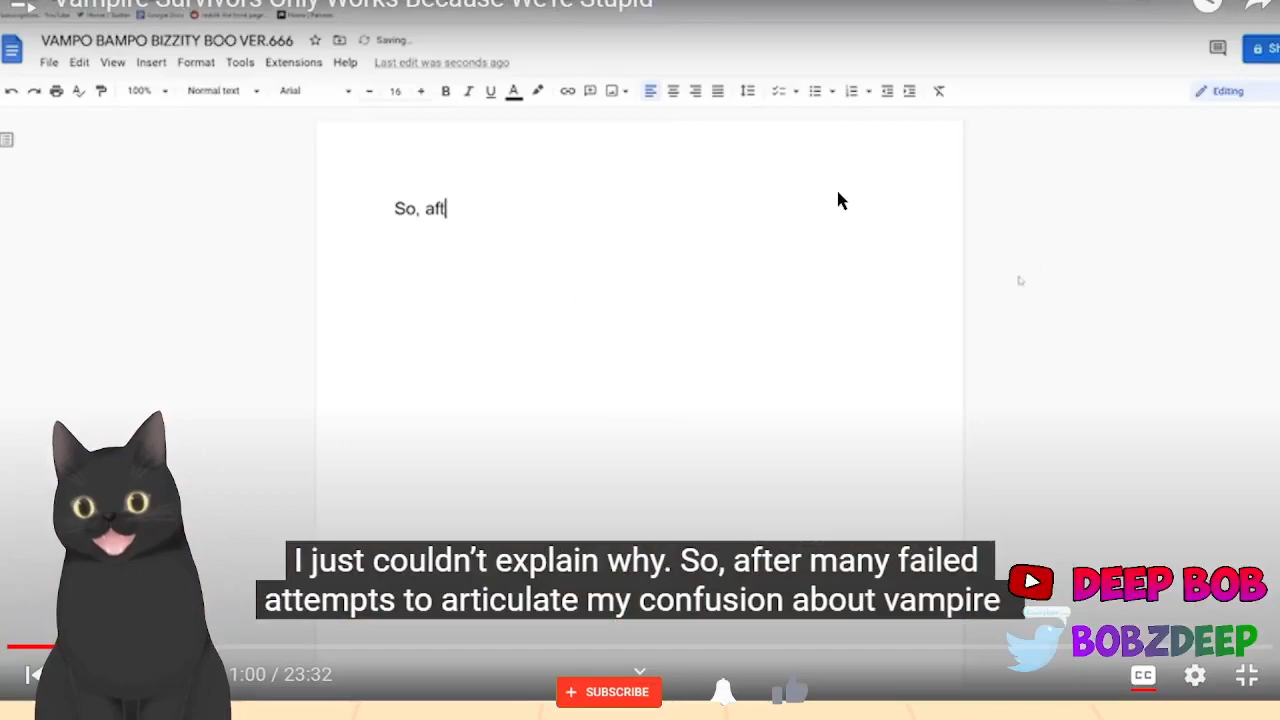 Vampire Survivors Only Works Because We're Stupid
VAMPO BAMPO BIZZITY BOO VER.666
Saving...
File Edit View Insert Format Tools Extensions Help Last edit was seconds ago
100% Normal text Arial 16 B I U A Editing
So, aft
I just couldn't explain why. So, after many failed
attempts to articulate my confusion about vampire
DEEP BOB
BOBZDEEP
1:00 / 23:32
CC
+ SUBSCRIBE